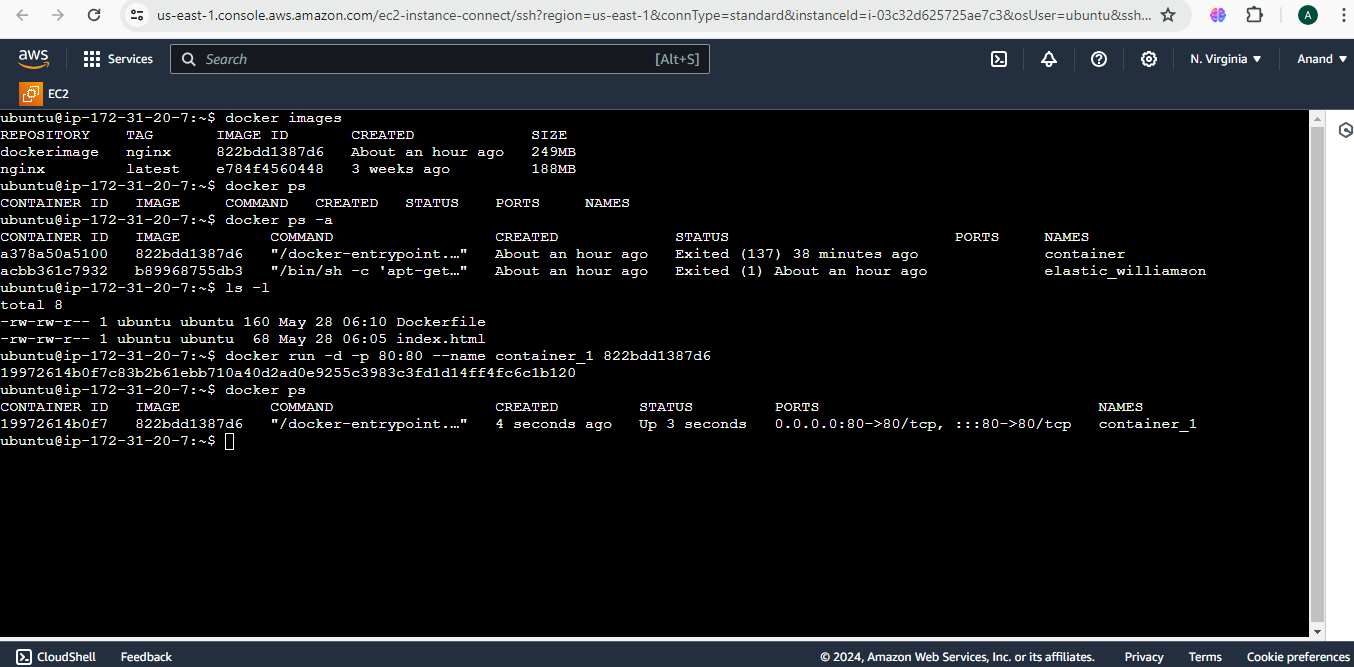 us-east-1.console.aws.amazon.com/ec2-instance-connect/ssh?region=us-east-1&connType=standard&instanceId=i-03c32d625725ae7c3&osUser=ubuntu&ssh... A
aws Services Search [Alt+S] N. Virginia Anand
EC2
ubuntu@ip-172-31-20-7:~$ docker images
REPOSITORY TAG IMAGE ID CREATED SIZE
dockerimage nginx 822bdd1387d6 About an hour ago 249MB
nginx latest e784f4560448 3 weeks ago 188MB
ubuntu@ip-172-31-20-7:~$ docker ps
CONTAINER ID IMAGE COMMAND CREATED STATUS PORTS NAMES
ubuntu@ip-172-31-20-7:~$ docker ps -a
CONTAINER ID IMAGE COMMAND CREATED STATUS PORTS NAMES
a378a50a5100 822bdd1387d6 "/docker-entrypoint.…" About an hour ago Exited (137) 38 minutes ago container
acbb361c7932 b89968755db3 "/bin/sh -c 'apt-get…" About an hour ago Exited (1) About an hour ago elastic_williamson
ubuntu@ip-172-31-20-7:~$ ls -l
total 8
-rw-rw-r-- 1 ubuntu ubuntu 160 May 28 06:10 Dockerfile
-rw-rw-r-- 1 ubuntu ubuntu 68 May 28 06:05 index.html
ubuntu@ip-172-31-20-7:~$ docker run -d -p 80:80 --name container_1 822bdd1387d6
19972614b0f7c83b2b61ebb710a40d2ad0e9255c3983c3fd1d14ff4fc6c1b120
ubuntu@ip-172-31-20-7:~$ docker ps
CONTAINER ID IMAGE COMMAND CREATED STATUS PORTS NAMES
19972614b0f7 822bdd1387d6 "/docker-entrypoint.…" 4 seconds ago Up 3 seconds 0.0.0.0:80->80/tcp, :::80->80/tcp container_1
ubuntu@ip-172-31-20-7:~$
CloudShell Feedback © 2024, Amazon Web Services, Inc. or its affiliates. Privacy Terms Cookie preferences